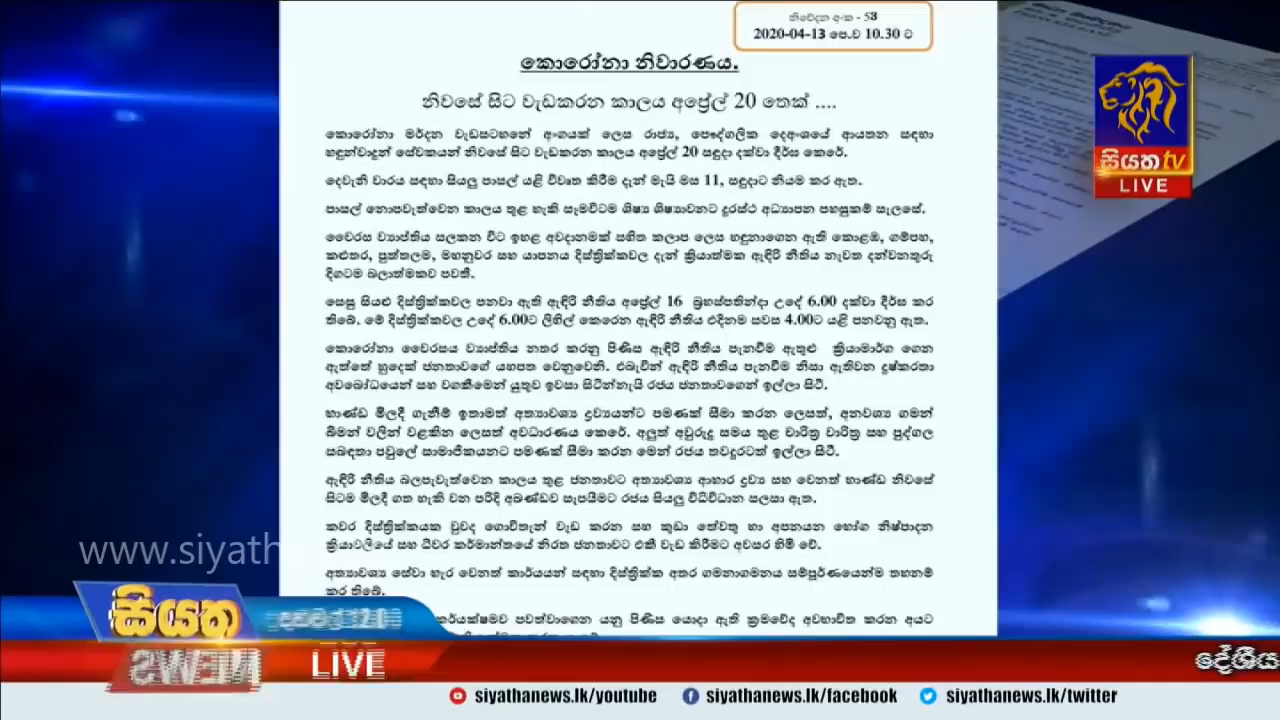 නිවේදන අංක - 58
2020-04-13 පෙ.ව 10.30 ට
කොරෝනා නිවාරණය.
නිවසේ සිට වැඩකරන කාලය අප්‍රේල් 20 තෙක් ....
කොරෝනා මර්දන වැඩසටහනේ අංගයක් ලෙස රාජ්‍ය, පෞද්ගලික දෙඅංශයේ ආයතන සඳහා
හඳුන්වාදුන් සේවකයන් නිවසේ සිට වැඩකරන කාලය අප්‍රේල් 20 සඳුදා දක්වා දීර්ඝ කෙරේ.
දෙවැනි වාරය සඳහා සියලු පාසල් යළි විවෘත කිරීම දැන් මැයි මස 11, සඳුදාට නියම කර ඇත.
පාසල් නොපවැත්වෙන කාලය තුළ හැකි සෑමවිටම ශිෂ්‍ය ශිෂ්‍යාවනට දුරස්ථ අධ්‍යාපන පහසුකම් සැලසේ.
වෛරස ව්‍යාප්තිය සලකන විට ඉහළ අවදානමක් සහිත කලාප ලෙස හඳුනාගෙන ඇති කොළඹ, ගම්පහ,
කළුතර, පුත්තලම, මහනුවර සහ යාපනය දිස්ත්‍රික්කවල දැන් ක්‍රියාත්මක ඇඳිරි නීතිය නැවත දන්වනතුරු
දිගටම බලාත්මකව පවතී.
සෙසු සියළු දිස්ත්‍රික්කවල පනවා ඇති ඇඳිරි නීතිය අප්‍රේල් 16 බ්‍රහස්පතින්දා උදේ 6.00 දක්වා දීර්ඝ කර
තිබේ. මේ දිස්ත්‍රික්කවල උදේ 6.00ට ලිහිල් කෙරෙන ඇඳිරි නීතිය එදිනම සවස 4.00ට යළි පනවනු ඇත.
කොරෝනා වෛරසය ව්‍යාප්තිය නතර කරනු පිණිස ඇඳිරි නීතිය පැනවීම ඇතුළු ක්‍රියාමාර්ග ගෙන
ඇත්තේ හුදෙක් ජනතාවගේ යහපත වෙනුවෙනි. එබැවින් ඇඳිරි නීතිය පැනවීම නිසා ඇතිවන දුෂ්කරතා
අවබෝධයෙන් සහ වගකීමෙන් යුතුව ඉවසා සිටින්නැයි රජය ජනතාවගෙන් ඉල්ලා සිටී.
භාණ්ඩ මිලදී ගැනීම් ඉතාමත් අත්‍යාවශ්‍ය ද්‍රව්‍යයන්ට පමණක් සීමා කරන ලෙසත්, අනවශ්‍ය ගමන්
බිමන් වලින් වළකින ලෙසත් අවධාරණය කෙරේ. අලුත් අවුරුදු සමය තුළ චාරිත්‍ර චාරිත්‍ර සහ පුද්ගල
සබඳතා පවුලේ සාමාජිකයනට පමණක් සීමා කරන මෙන් රජය තවදුරටත් ඉල්ලා සිටී.
ඇඳිරි නීතිය බලපැවැත්වෙන කාලය තුළ ජනතාවට අත්‍යාවශ්‍ය ආහාර ද්‍රව්‍ය සහ වෙනත් භාණ්ඩ නිවසේ
සිටම මිලදී ගත හැකි වන පරිදි අඛණ්ඩව සැපයීමට රජය සියලු විධිවිධාන සලසා ඇත.
කවර දිස්ත්‍රික්කයක වුවද ගොවිතැන් වැඩ කරන සහ කුඩා තේවතු හා අපනයන භෝග නිෂ්පාදන
ක්‍රියාවලියේ සහ ධීවර කර්මාන්තයේ නිරත ජනතාවට එකී වැඩ කිරීමට අවසර හිමි වේ.
අත්‍යාවශ්‍ය සේවා හැර වෙනත් කාර්යයන් සඳහා දිස්ත්‍රික්ක අතර ගමනාගමනය සම්පූර්ණයෙන්ම තහනම්
කර තිබේ.
කාර්යක්ෂමව පවත්වාගෙන යනු පිණිස යොදා ඇති ක්‍රමවේද අවභාවිත කරන අයට
සියත tv
LIVE
www.siyath
සියත
NEWS
LIVE
දේශීය
siyathanews.lk/youtube
siyathanews.lk/facebook
siyathanews.lk/twitter